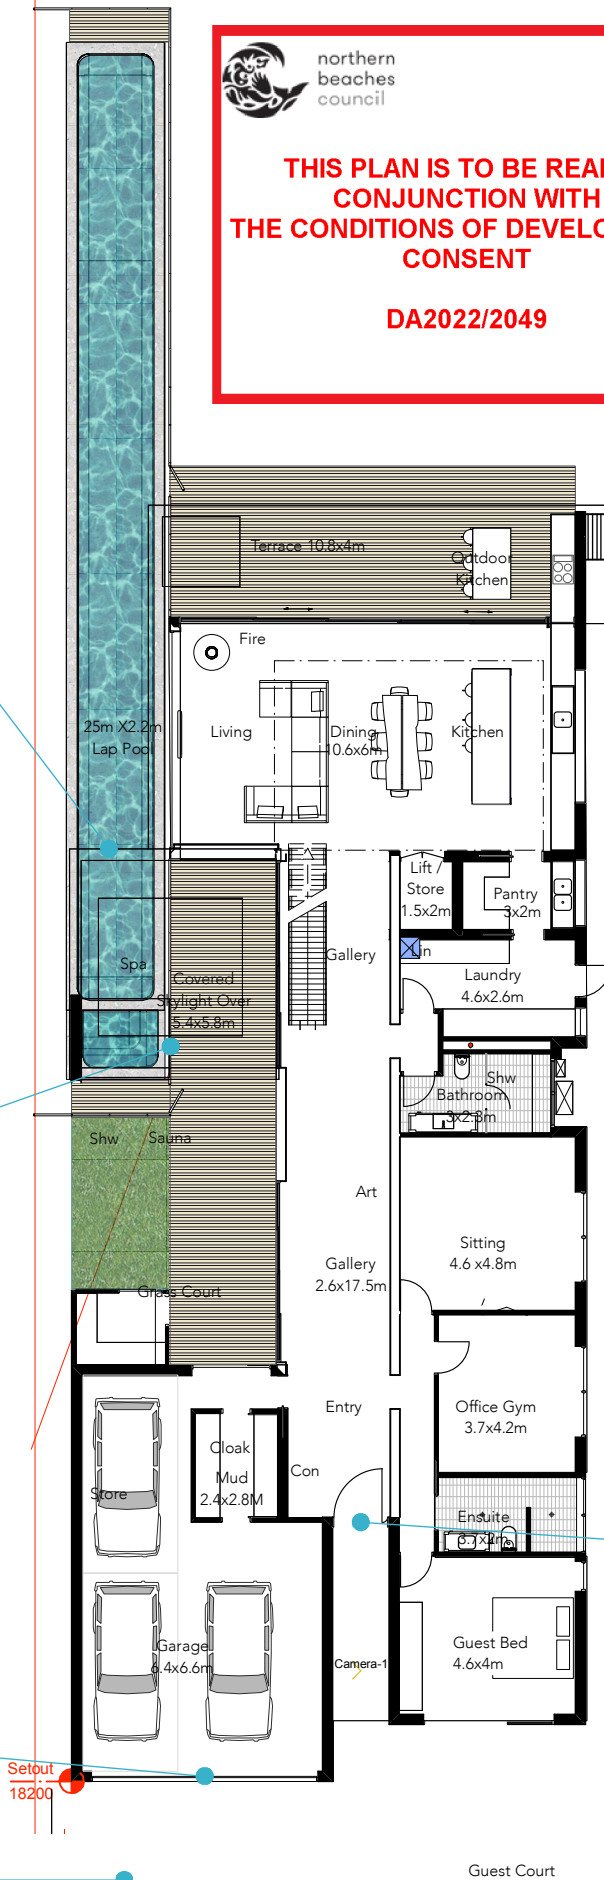 northern
beaches
council
THIS PLAN IS TO BE REA
CONJUNCTION WITH
THE CONDITIONS OF DEVELO
CONSENT
DA2022/2049
Terrace 10.8x4m
Outdoor
Kitchen
Fire
25m X2.2m
Lap Pool
Living
Dining
10.6x6m
Kitchen
Lift /
Store
1.5x2m
Pantry
3x2m
Gallery
Lin
Laundry
4.6x2.6m
Spa
Covered
Skylight Over
5.4x5.8m
Shw
Bathroom
3x2.3m
Shw
Sauna
Art
Sitting
4.6 x4.8m
Gallery
2.6x17.5m
Grass Court
Entry
Office Gym
3.7x4.2m
Cloak
Mud
2.4x2.8M
Con
Store
Ensuite
3.7x2m
Garage
6.4x6.6m
Camera-1
Guest Bed
4.6x4m
Setout
18200
Guest Court